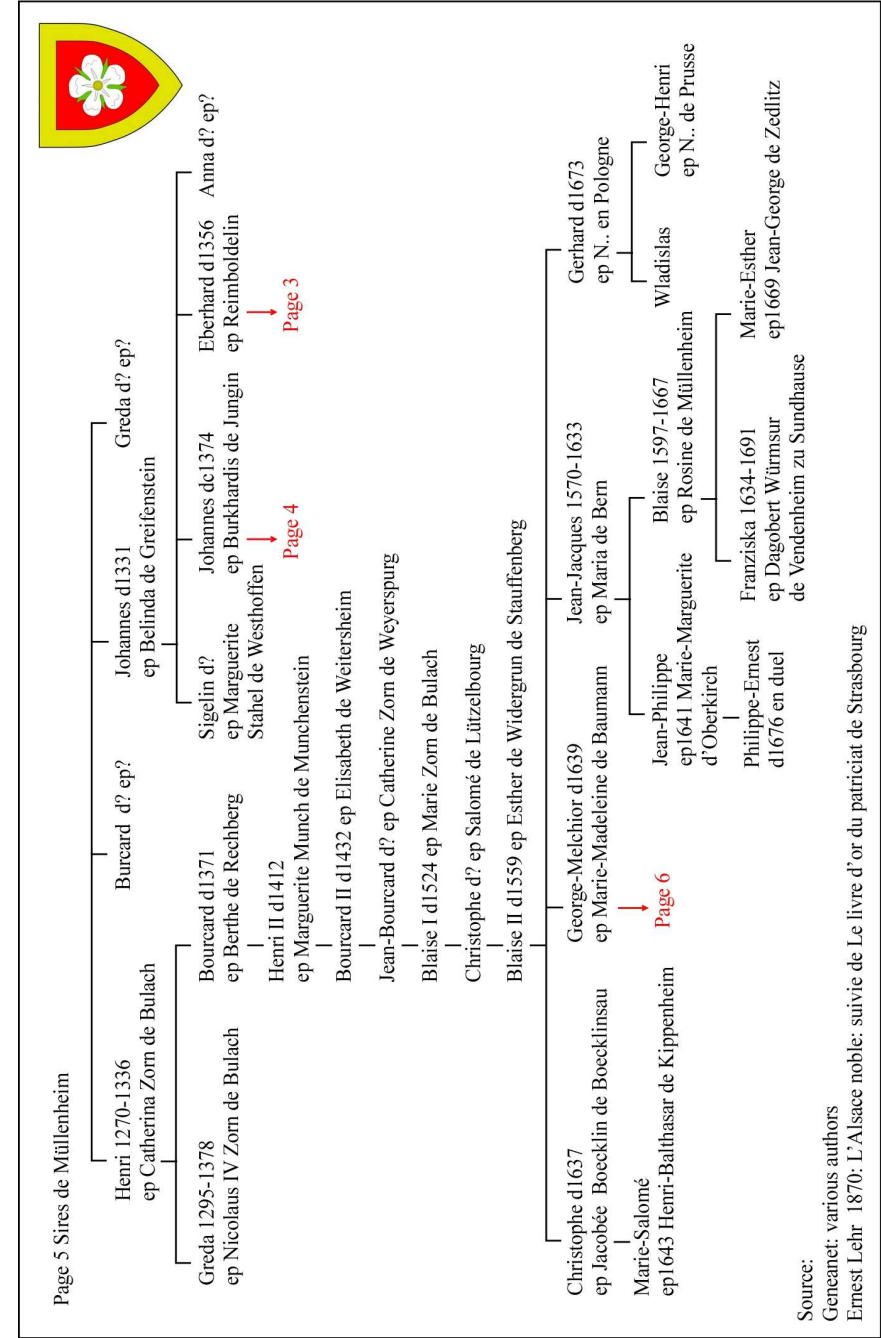 Page 5 Sires de Müllenheim
Henri 1270-1336
ep Catherina Zorn de Bulach
Burcard d? ep?
Johannes d1331
ep Belinda de Greifenstein
Greda d? ep?
Greda 1295-1378
ep Nicolaus IV Zorn de Bulach
Bourcard d1371
ep Berthe de Rechberg
Sigelin d?
ep Marguerite
Stahel de Westhoffen
Johannes dc1374
ep Burkhardis de Jungin
Page 4
Eberhard d1356
ep Reimboldelin
Page 3
Anna d? ep?
Henri II d1412
ep Marguerite Munch de Munchenstein
Bourcard II d1432 ep Elisabeth de Weitersheim
Jean-Bourcard d? ep Catherine Zorn de Weyerspurg
Blaise I d1524 ep Marie Zorn de Bulach
Christophe d? ep Salomé de Lützelbourg
Blaise II d1559 ep Esther de Widergrun de Stauffenberg
Christophe d1637
ep Jacobée Boecklin de Boecklinsau
George-Melchior d1639
ep Marie-Madeleine de Baumann
Page 6
Jean-Jacques 1570-1633
ep Maria de Bern
Gerhard d1673
ep N.. en Pologne
Marie-Salomé
ep1643 Henri-Balthasar de Kippenheim
Jean-Philippe
ep1641 Marie-Marguerite
d'Oberkirch
Blaise 1597-1667
ep Rosine de Müllenheim
Wladislas
George-Henri
ep N.. de Prusse
Philippe-Ernest
d1676 en duel
Franziska 1634-1691
ep Dagobert Würmsur
de Vendenheim zu Sundhause
Marie-Esther
ep1669 Jean-George de Zedlitz
Source:
Geneanet: various authors
Ernest Lehr 1870: L'Alsace noble: suivie de Le livre d'or du patriciat de Strasbourg